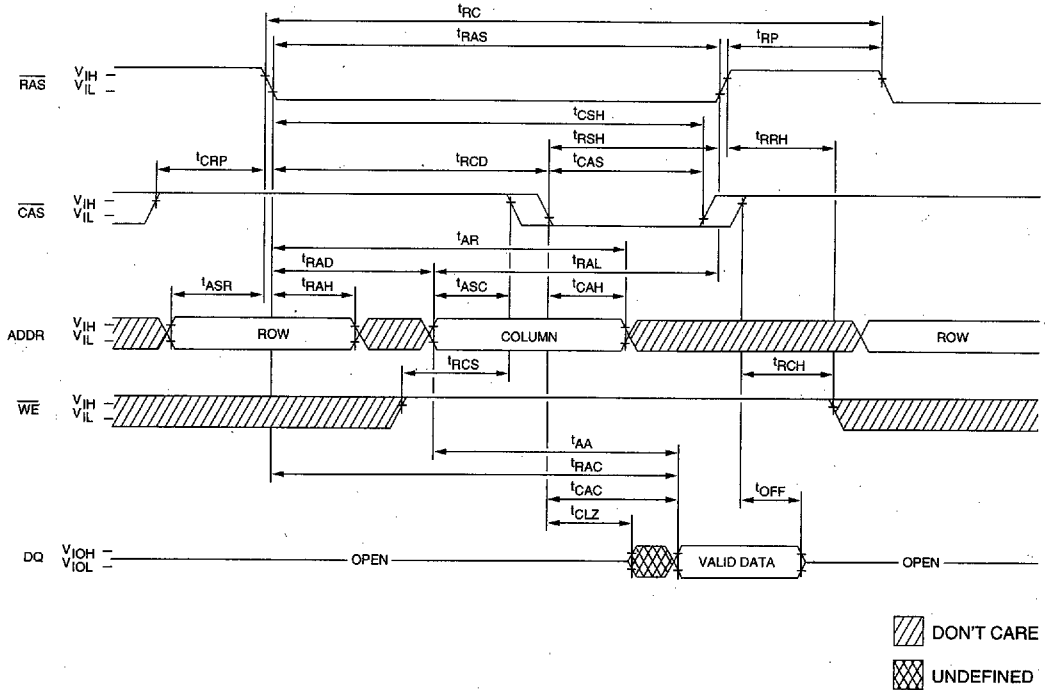 tRC
tRAS
tRP
RAS
VIH
VIL
tCSH
tRSH
tRRH
tCRP
tRCD
tCAS
CAS
VIH
VIL
tAR
tRAD
tRAL
tASR
tRAH
tASC
tCAH
ADDR
VIH
VIL
ROW
COLUMN
ROW
tRCS
tRCH
WE
VIH
VIL
tAA
tRAC
tCAC
tOFF
tCLZ
DQ
VIOH
VIOL
OPEN
VALID DATA
OPEN
DON'T CARE
UNDEFINED